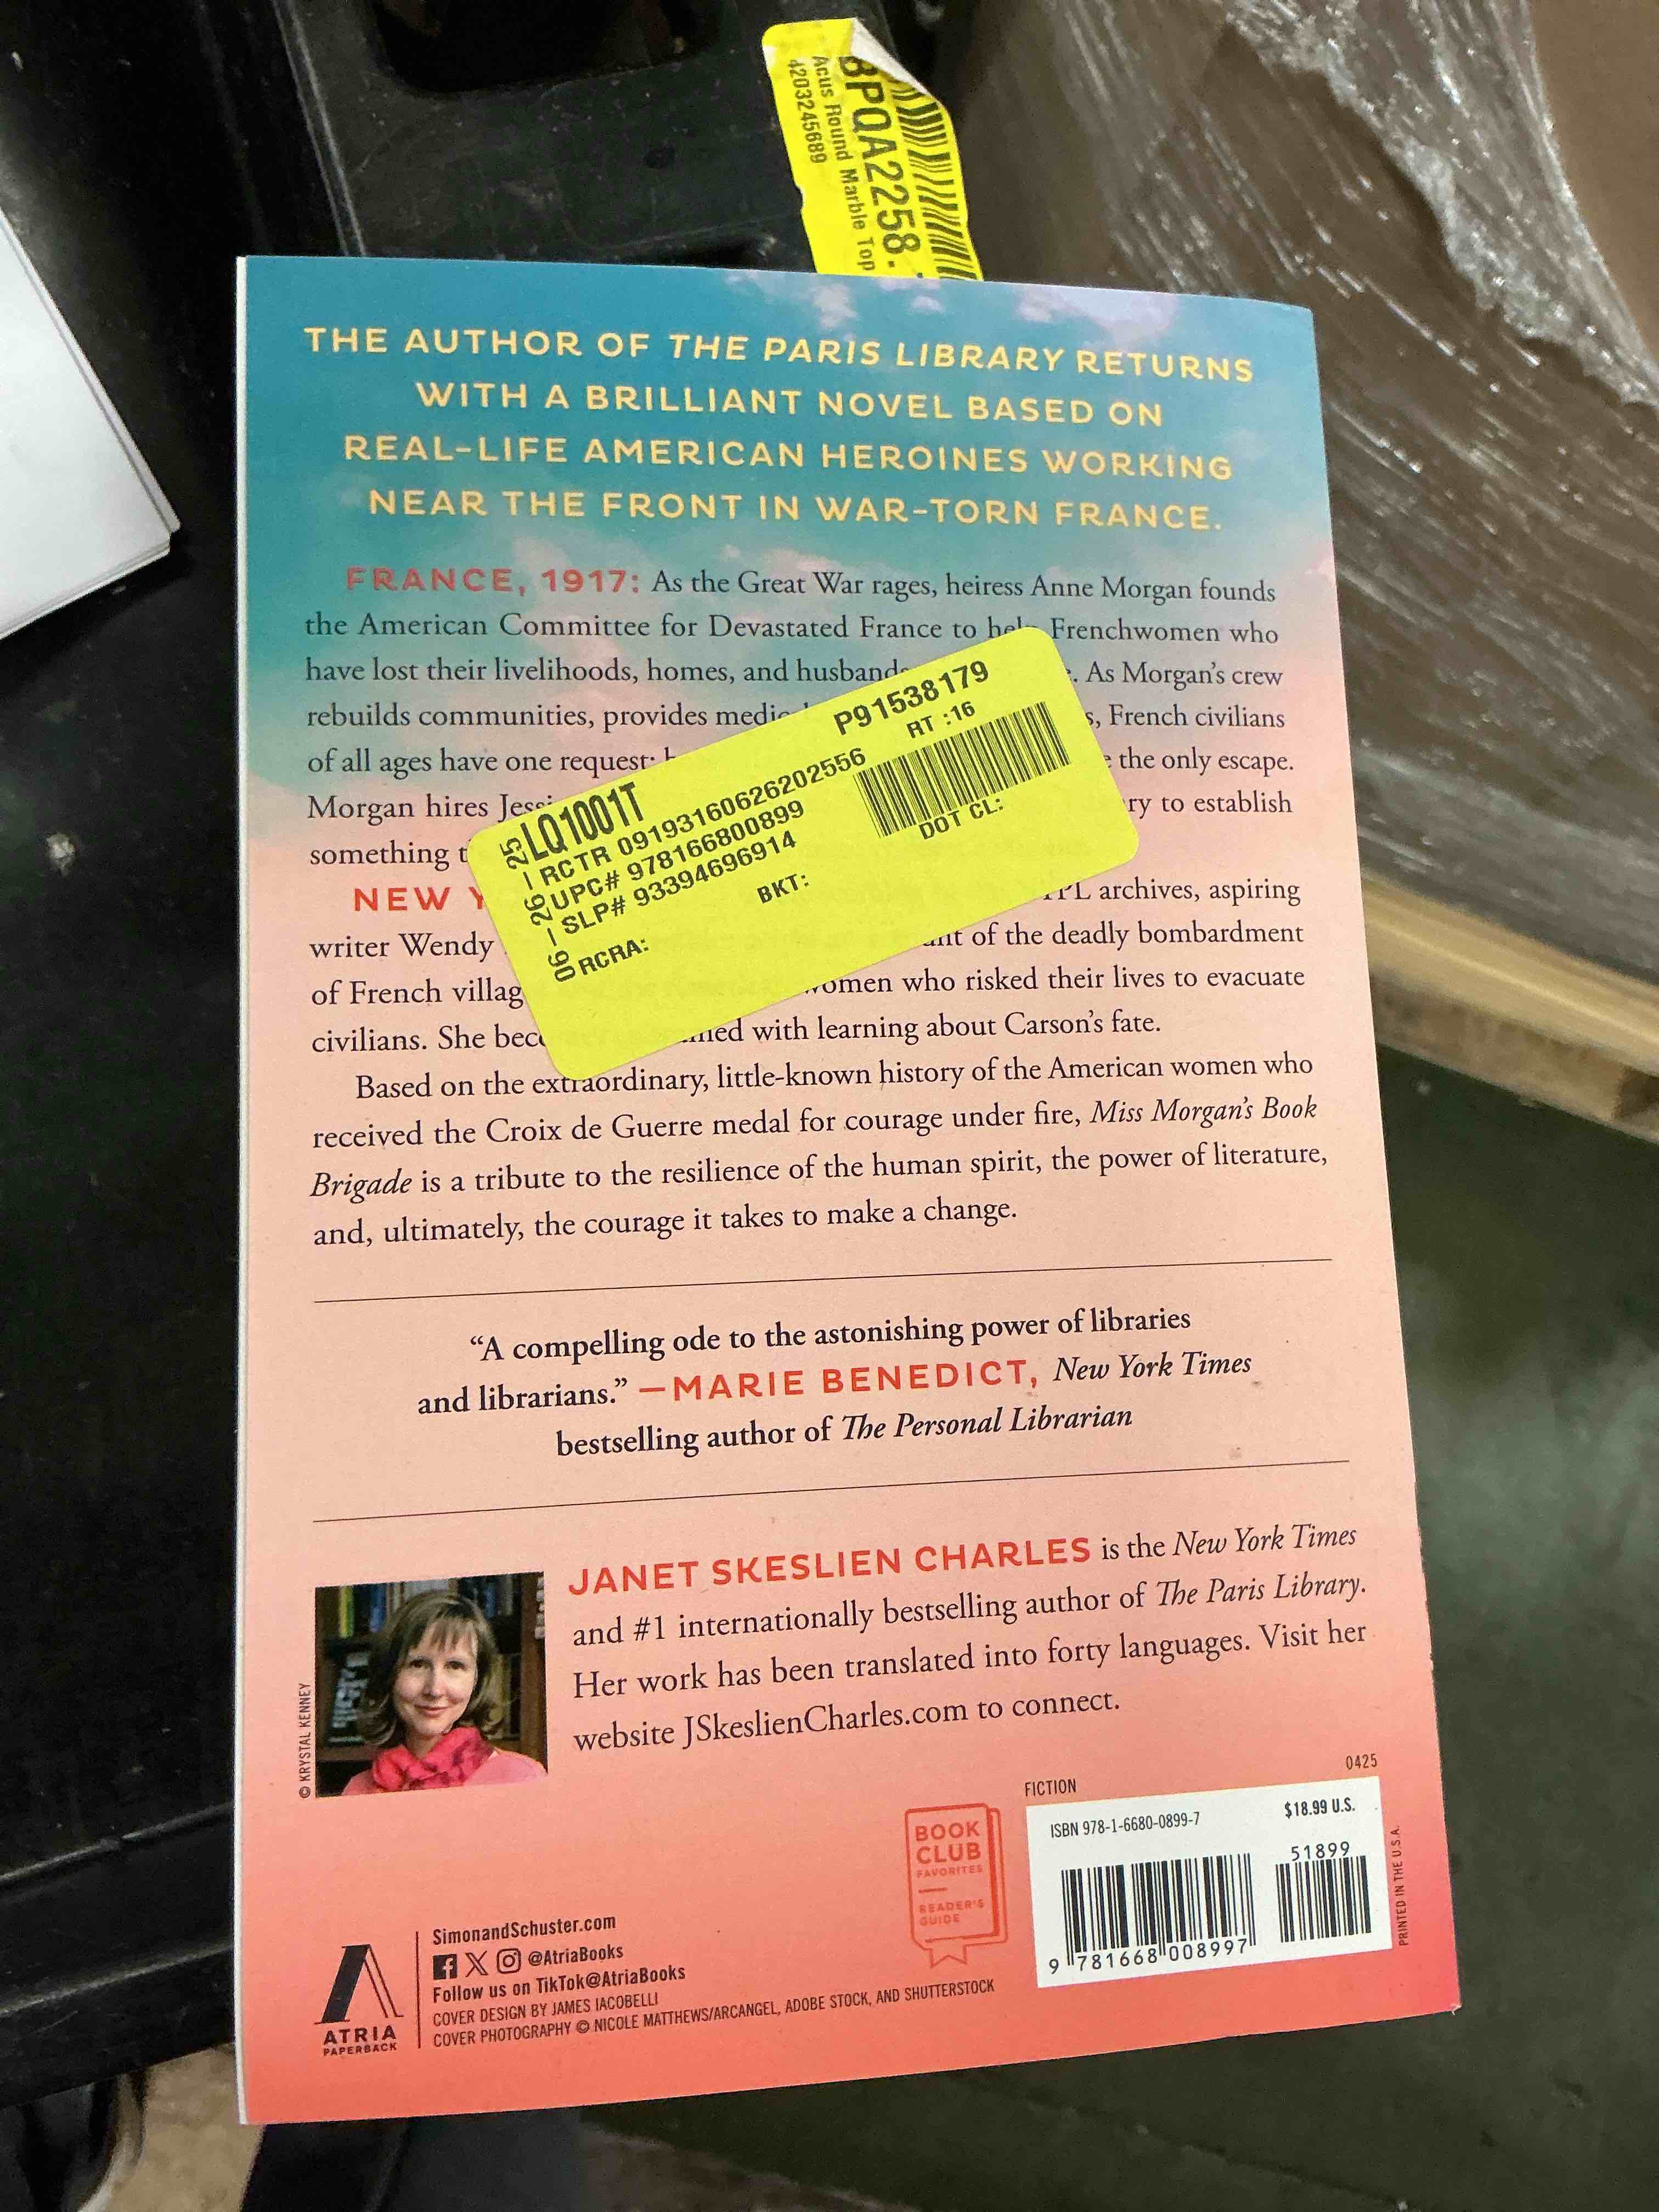 BPQA2258.
Acus Round Marble Top
4203245689
THE AUTHOR OF THE PARIS LIBRARY RETURNS
WITH A BRILLIANT NOVEL BASED ON
REAL-LIFE AMERICAN HEROINES WORKING
NEAR THE FRONT IN WAR-TORN FRANCE.
FRANCE, 1917: As the Great War rages, heiress Anne Morgan founds
the American Committee for Devastated France to help Frenchwomen who
have lost their livelihoods, homes, and husband As Morgan's crew
rebuilds communities, provides French civilians
of all ages have one request: the only escape.
Morgan hires to establish
something
NEW archives, aspiring
writer Wendy of the deadly bombardment
of French villag women who risked their lives to evacuate
civilians. She with learning about Carson's fate.
Based on the extraordinary, little-known history of the American women who
received the Croix de Guerre medal for courage under fire, Miss Morgan's Book
Brigade is a tribute to the resilience of the human spirit, the power of literature,
and, ultimately, the courage it takes to make a change.
P91538179
RT :16
LQ1001T
RCTR 0919316062620255​6
UPC# 978166800899
SLP# 93394696914
06-26-25
BKT:
DOT CL:
RCRA:
"A compelling ode to the astonishing power of libraries
and librarians." —MARIE BENEDICT, New York Times
bestselling author of The Personal Librarian
JANET SKESLIEN CHARLES is the New York Times
and #1 internationally bestselling author of The Paris Library.
Her work has been translated into forty languages. Visit her
website JSkeslienCharles.com to connect.
© KRYSTAL KENNEY
FICTION
0425
ISBN 978-1-6680-0899-7
$18.99 U.S.
51899
9 781668 008997
PRINTED IN THE U.S.A.
BOOK
CLUB
FAVORITES
READER'S
GUIDE
SimonandSchuster.com
@AtriaBooks
Follow us on TikTok@AtriaBooks
COVER DESIGN BY JAMES IACOBELLI
COVER PHOTOGRAPHY © NICOLE MATTHEWS/ARCANGEL, ADOBE STOCK, AND SHUTTERSTOCK
ATRIA
PAPERBACK